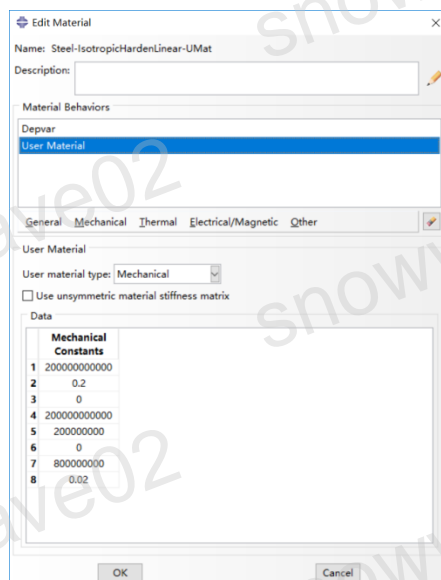 Edit Material
Name: Steel-IsotropicHardenLinear-UMat
Description:
Material Behaviors
Depvar
User Material
General Mechanical Thermal Electrical/Magnetic Other
User Material
User material type: Mechanical
Use unsymmetric material stiffness matrix
Data
Mechanical
Constants
1 200000000000
2 0.2
3 0
4 200000000000
5 200000000
6 0
7 800000000
8 0.02
OK Cancel